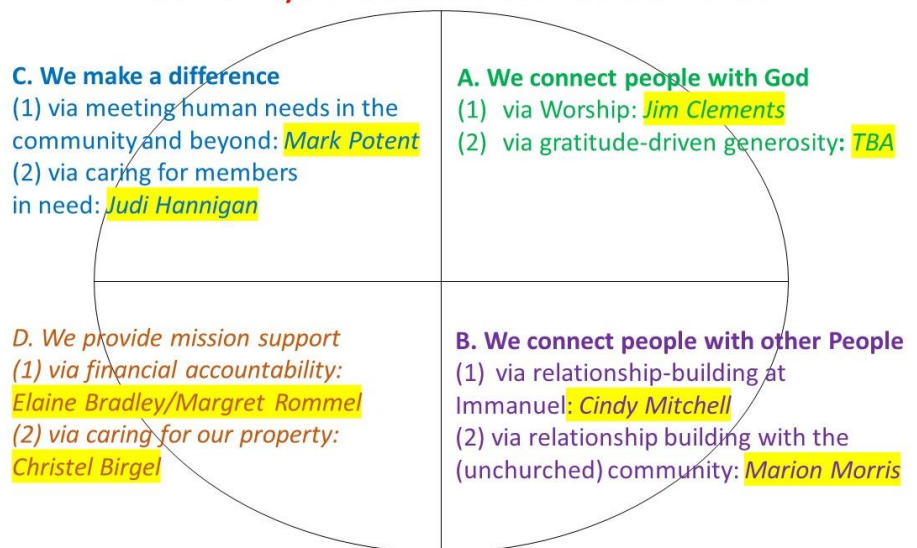 C. We make a difference
(1) via meeting human needs in the
community and beyond: Mark Potent
(2) via caring for members
in need: Judi Hannigan
A. We connect people with God
(1) via Worship: Jim Clements
(2) via gratitude-driven generosity: TBA
D. We provide mission support
(1) via financial accountability:
Elaine Bradley/Margret Rommel
(2) via caring for our property:
Christel Birgel
B. We connect people with other People
(1) via relationship-building at
Immanuel: Cindy Mitchell
(2) via relationship building with the
(unchurched) community: Marion Morris